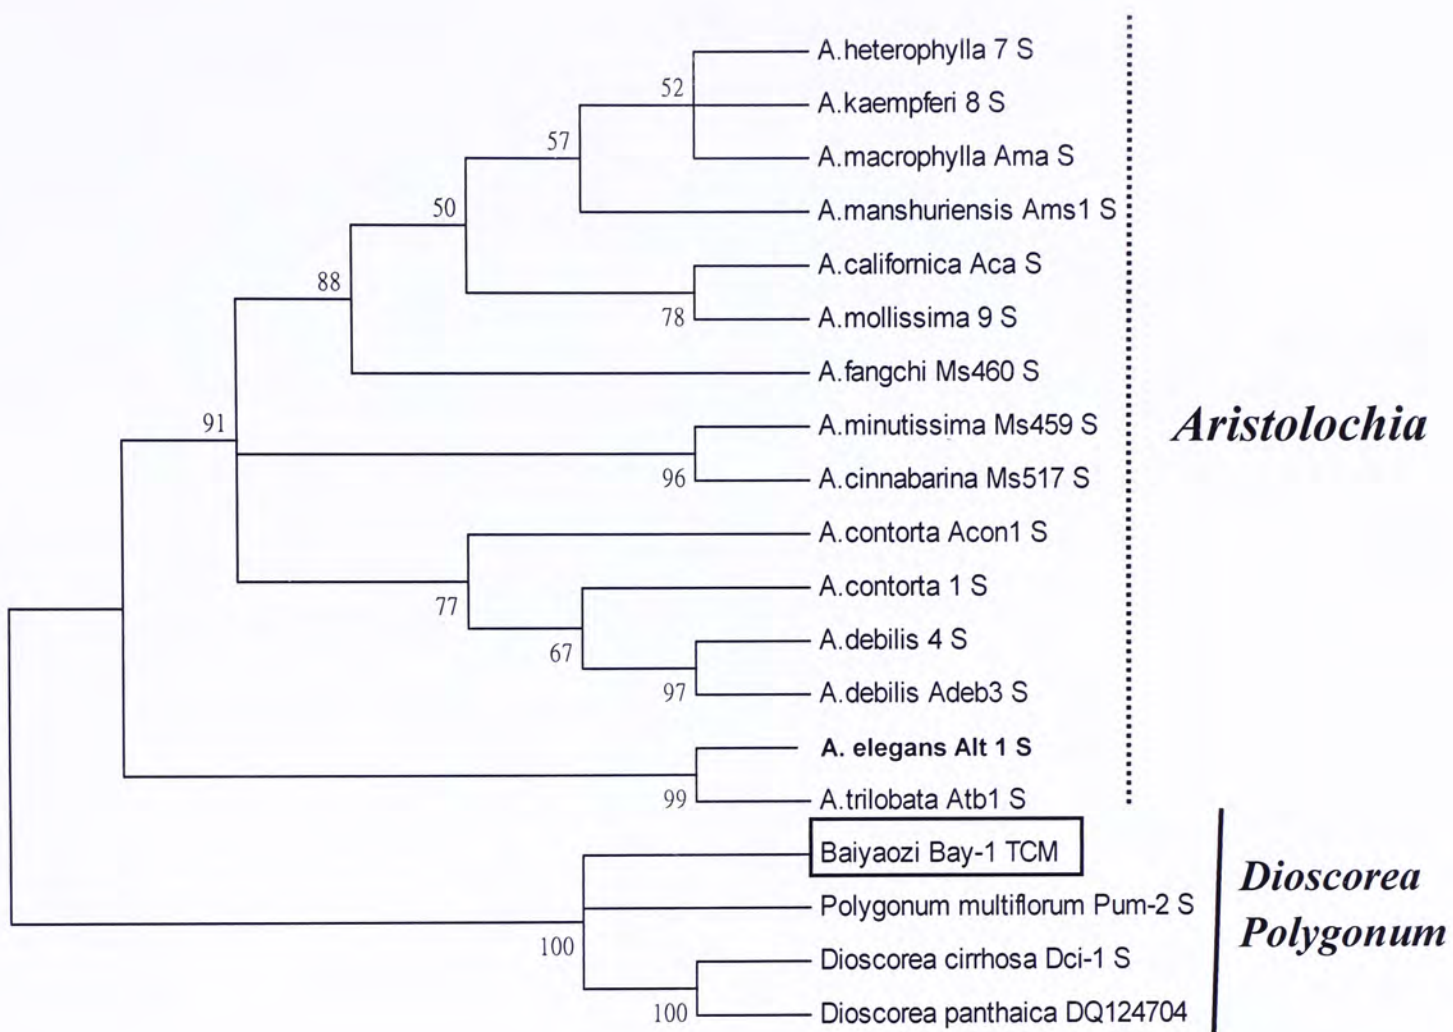 A.heterophylla 7 S
52
A.kaempferi 8 S
57
A.macrophylla Ama S
50
A.manshuriensis Ams1 S
A.californica Aca S
88
78
A.mollissima 9 S
A.fangchi Ms460 S
91
A.minutissima Ms459 S
Aristolochia
96
A.cinnabarina Ms517 S
A.contorta Acon1 S
77
A.contorta 1 S
67
A.debilis 4 S
97
A.debilis Adeb3 S
A. elegans Alt 1 S
99
A.trilobata Atb1 S
Baiyaozi Bay-1 TCM
Dioscorea
Polygonum multiflorum Pum-2 S
Polygonum
100
Dioscorea cirrhosa Dci-1 S
100
Dioscorea panthaica DQ124704